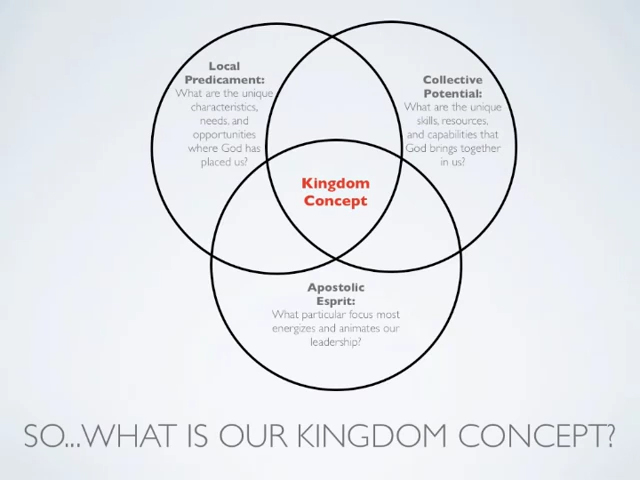 Local
Predicament:
What are the unique
characteristics,
needs, and
opportunities
where God has
placed us?
Collective
Potential:
What are the unique
skills, resources,
and capabilities that
God brings together
in us?
Kingdom
Concept
Apostolic
Esprit:
What particular focus most
energizes and animates our
leadership?
SO...WHAT IS OUR KINGDOM CONCEPT?